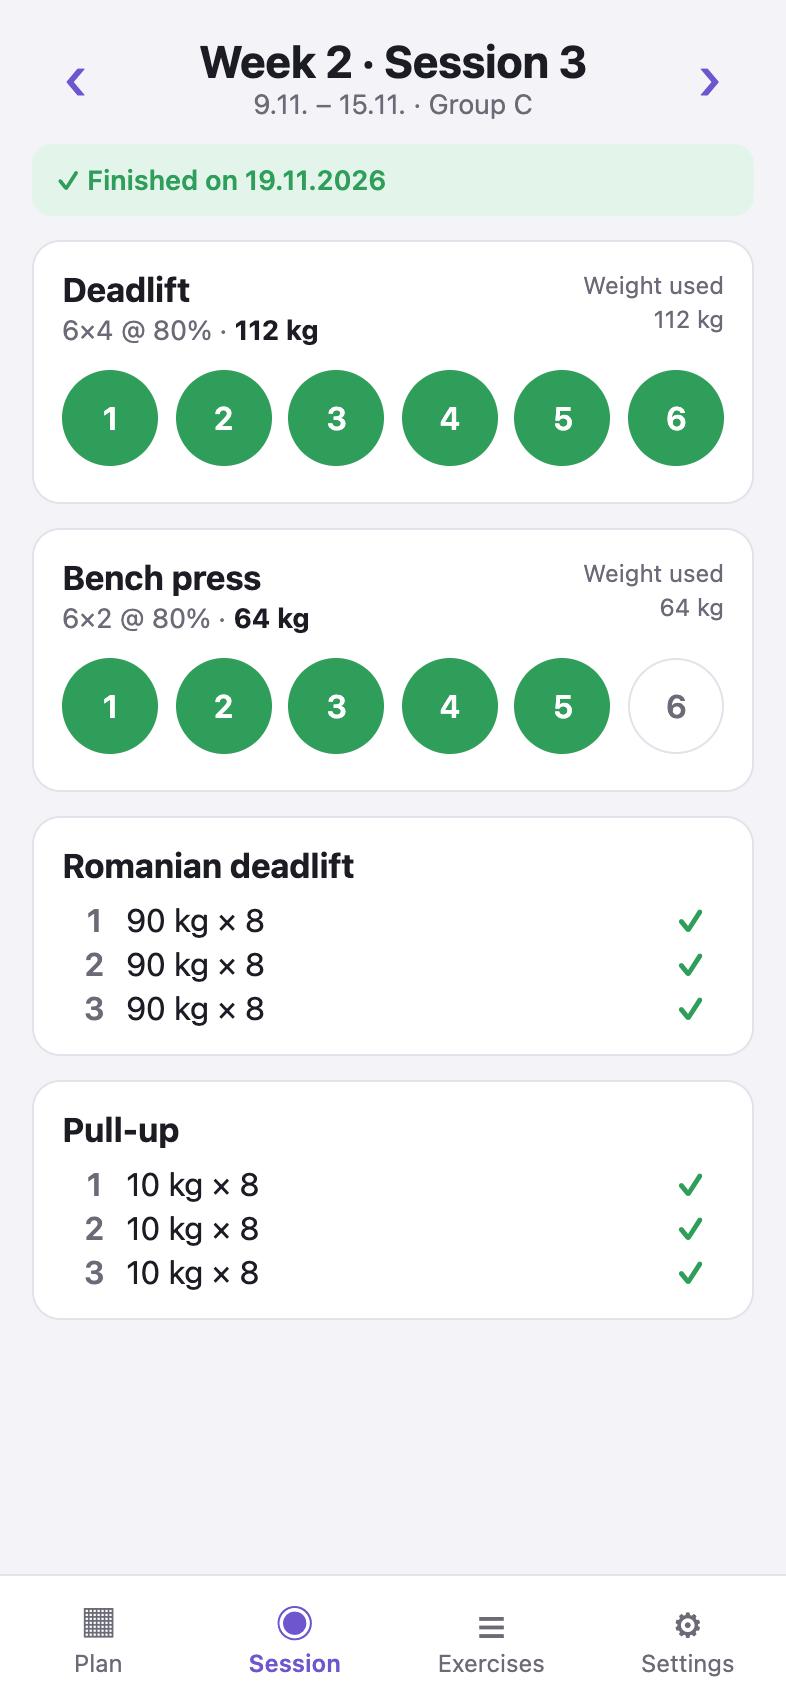 Week 2 · Session 3
9.11. – 15.11. · Group C
✓ Finished on 19.11.2026
Deadlift
Weight used
6×4 @ 80% · 112 kg
112 kg
1 2 3 4 5 6
Bench press
Weight used
6×2 @ 80% · 64 kg
64 kg
1 2 3 4 5 6
Romanian deadlift
1 90 kg × 8 ✓
2 90 kg × 8 ✓
3 90 kg × 8 ✓
Pull-up
1 10 kg × 8 ✓
2 10 kg × 8 ✓
3 10 kg × 8 ✓
Plan Session Exercises Settings